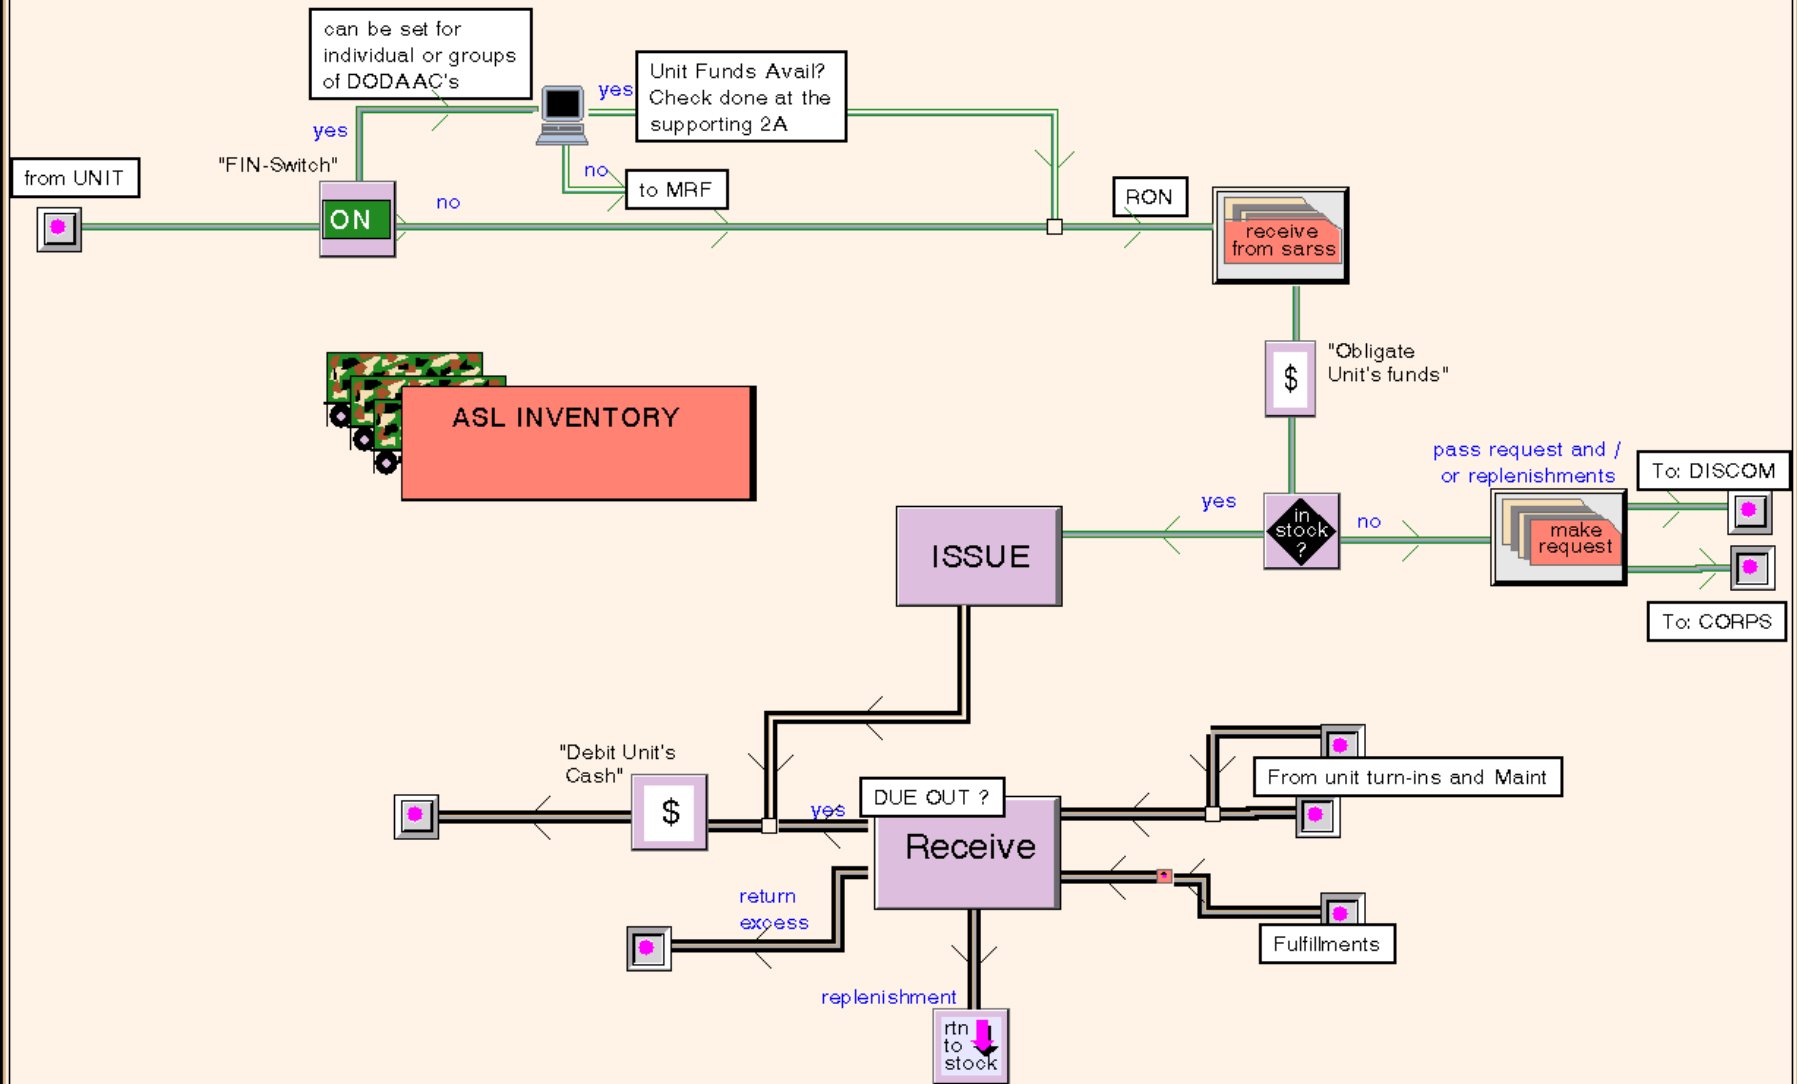 can be set for
individual or groups
of DODAAC's
Unit Funds Avail?
Check done at the
supporting 2A
yes
yes
"FIN-Switch"
from UNIT
no
to MRF
ON
no
RON
receive
from sarss
"Obligate
Unit's funds"
$
ASL INVENTORY
pass request and /
or replenishments
To: DISCOM
yes
in
stock
?
no
make
request
ISSUE
To: CORPS
"Debit Unit's
Cash"
$
yes
DUE OUT ?
Receive
From unit turn-ins and Maint
return
excess
Fulfillments
replenishment
rtn
to
stock